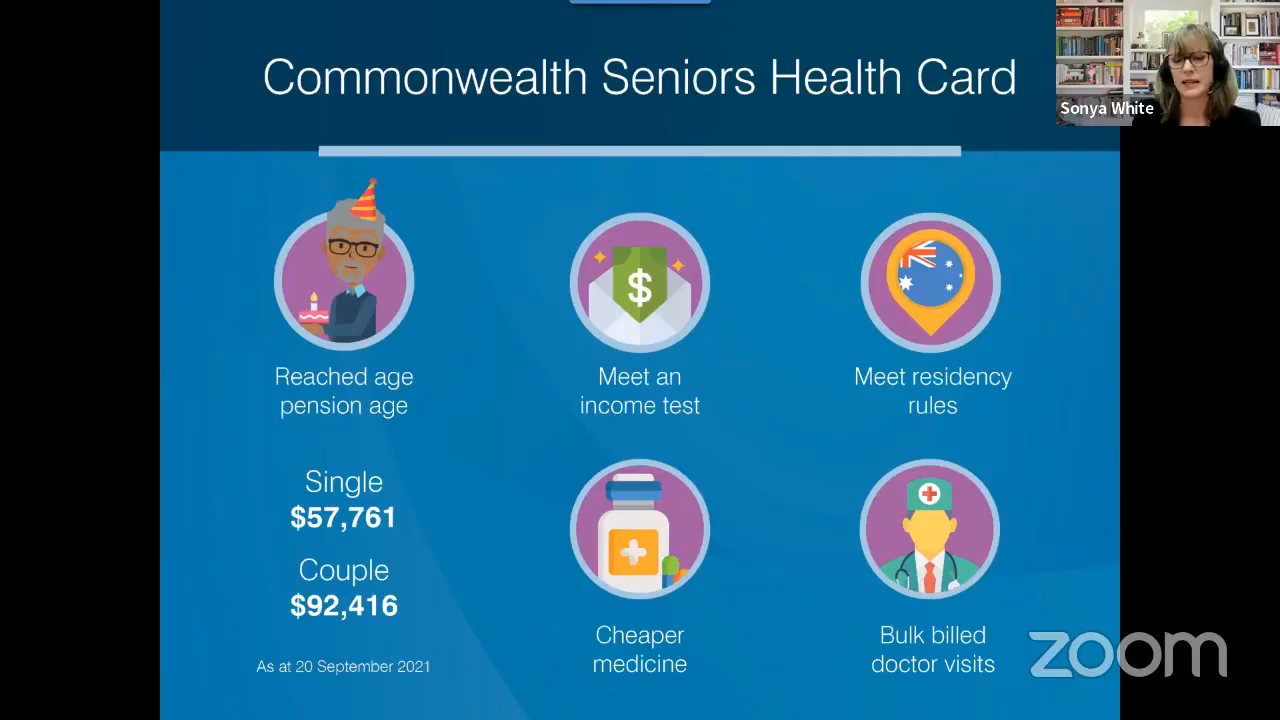 Commonwealth Seniors Health Card
Sonya White
$
Reached age
pension age
Meet an
income test
Meet residency
rules
Single
$57,761
Couple
$92,416
As at 20 September 2021
Cheaper
medicine
Bulk billed
doctor visits
zoom